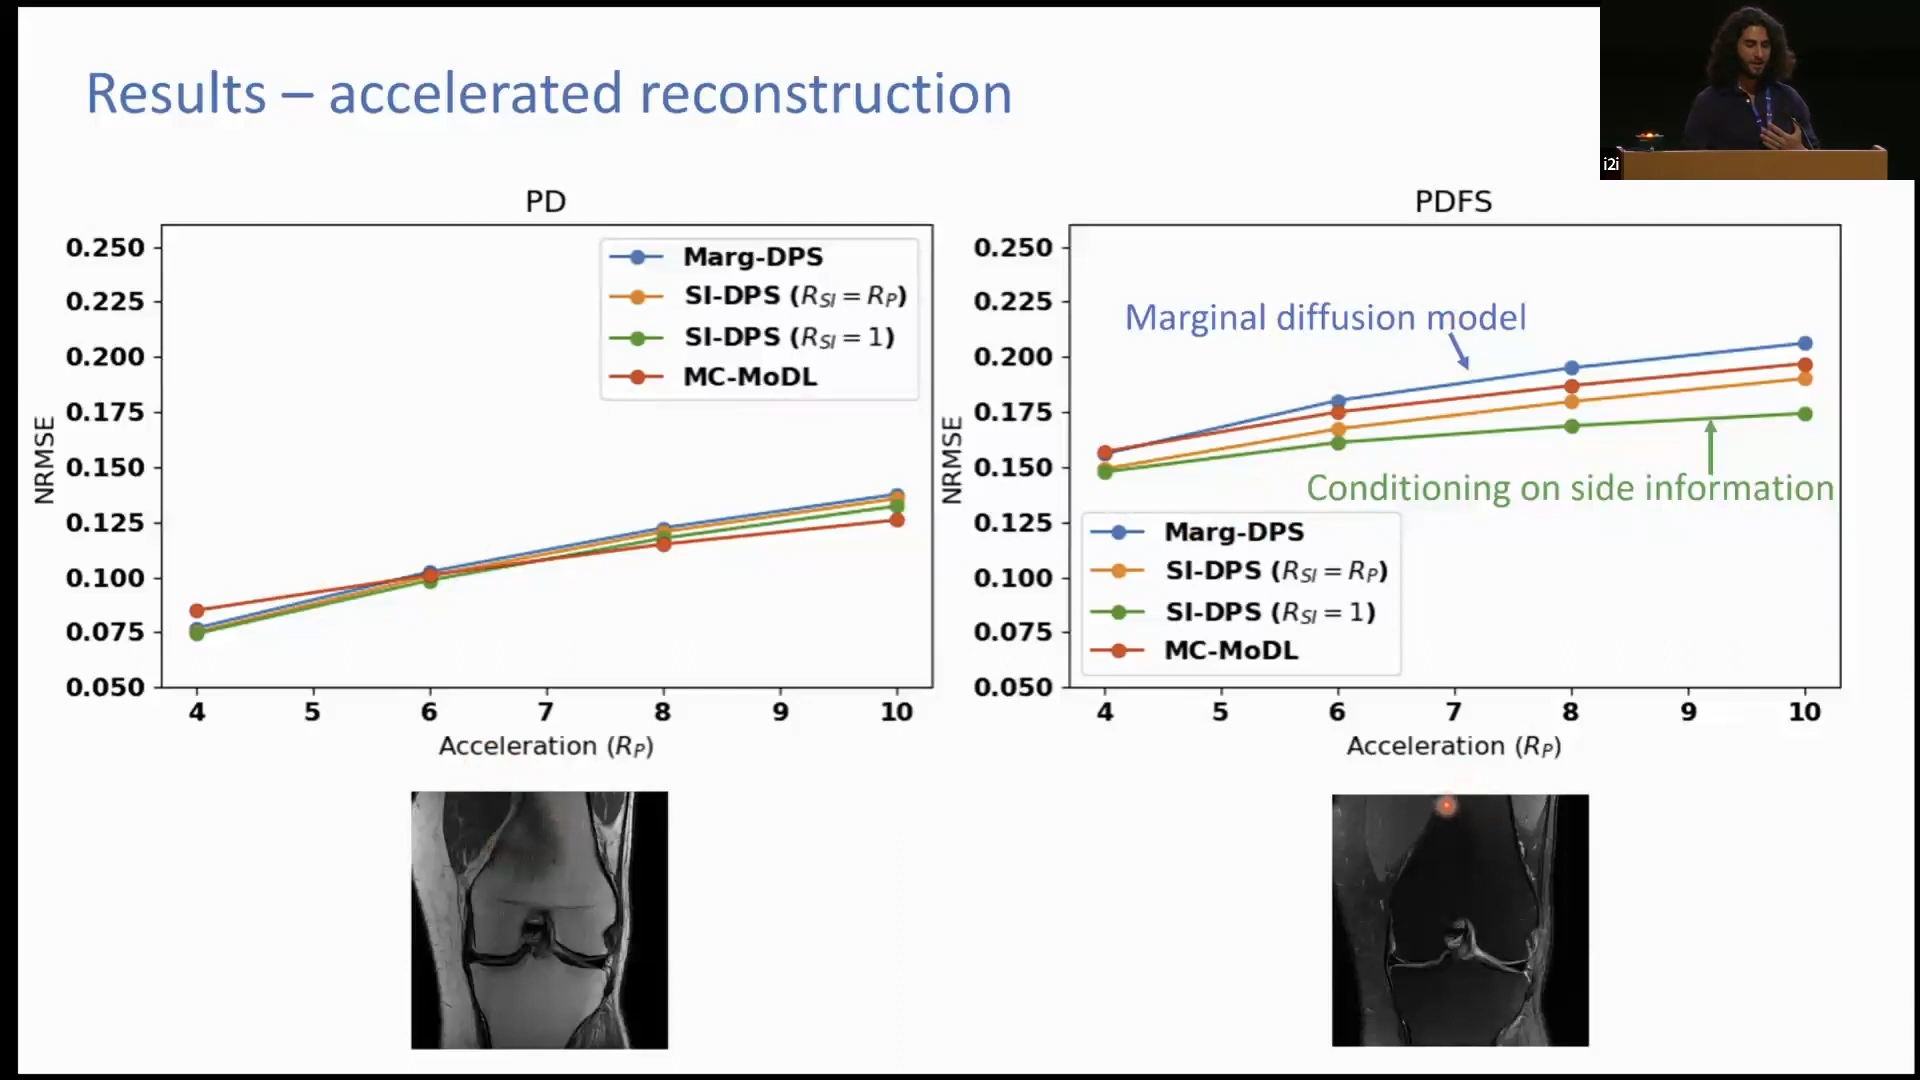 Results – accelerated reconstruction
i2i
PD
0.250
0.225
0.200
0.175
0.150
0.125
0.100
0.075
0.050
NRMSE
Marg-DPS
SI-DPS (R_SI = R_P)
SI-DPS (R_SI = 1)
MC-MoDL
4 5 6 7 8 9 10
Acceleration (R_P)
PDFS
0.250
0.225
0.200
0.175
0.150
0.125
0.100
0.075
0.050
NRMSE
Marginal diffusion model
Conditioning on side information
Marg-DPS
SI-DPS (R_SI = R_P)
SI-DPS (R_SI = 1)
MC-MoDL
4 5 6 7 8 9 10
Acceleration (R_P)